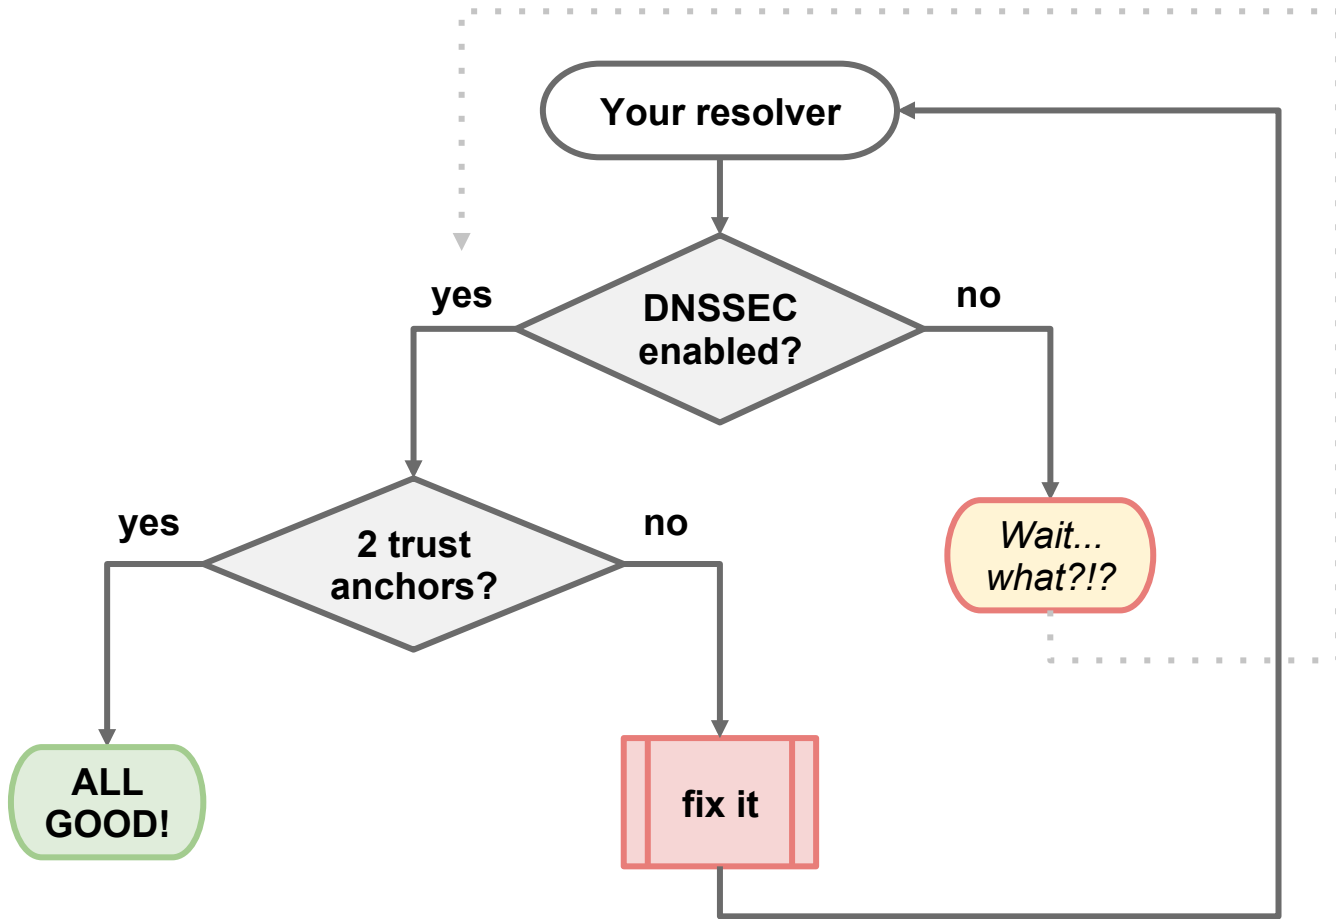 Your resolver
yes
DNSSEC
enabled?
no
yes
2 trust
anchors?
no
Wait...
what?!?
ALL
GOOD!
fix it